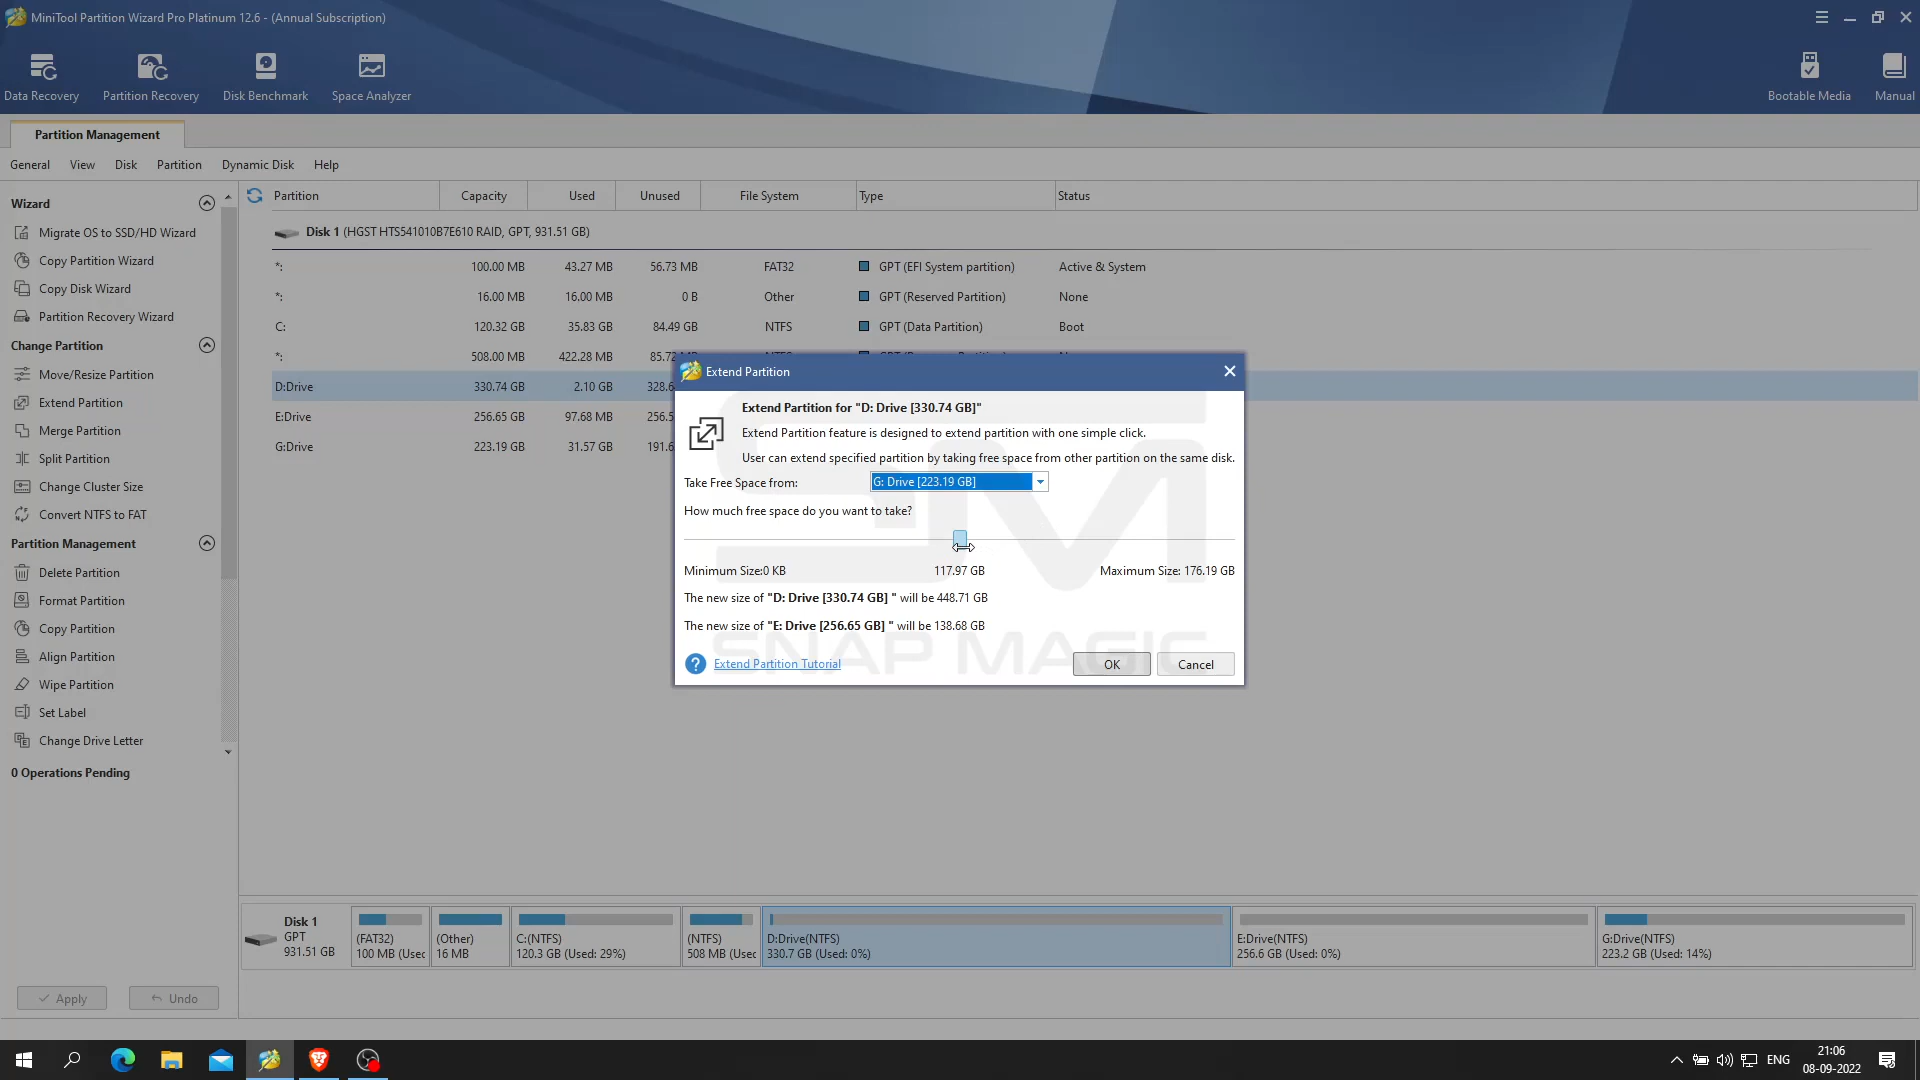 MiniTool Partition Wizard Pro Platinum 12.6 - (Annual Subscription)
Data Recovery
Partition Recovery
Disk Benchmark
Space Analyzer
Bootable Media
Manual
Partition Management
General View Disk Partition Dynamic Disk Help
Wizard
Migrate OS to SSD/HD Wizard
Copy Partition Wizard
Copy Disk Wizard
Partition Recovery Wizard
Change Partition
Move/Resize Partition
Extend Partition
Merge Partition
Split Partition
Change Cluster Size
Convert NTFS to FAT
Partition Management
Delete Partition
Format Partition
Copy Partition
Align Partition
Wipe Partition
Set Label
Change Drive Letter
0 Operations Pending
Apply
Undo
Partition Capacity Used Unused File System Type Status
Disk 1 (HGST HTS541010B7E610 RAID, GPT, 931.51 GB)
*: 100.00 MB 43.27 MB 56.73 MB FAT32 GPT (EFI System partition) Active & System
*: 16.00 MB 16.00 MB 0 B Other GPT (Reserved Partition) None
C: 120.32 GB 35.83 GB 84.49 GB NTFS GPT (Data Partition) Boot
*: 508.00 MB 422.28 MB 85.72
D:Drive 330.74 GB 2.10 GB 328.6
E:Drive 256.65 GB 97.68 MB 256.5
G:Drive 223.19 GB 31.57 GB 191.6
Extend Partition
Extend Partition for "D: Drive [330.74 GB]"
Extend Partition feature is designed to extend partition with one simple click.
User can extend specified partition by taking free space from other partition on the same disk.
Take Free Space from: G: Drive [223.19 GB]
How much free space do you want to take?
Minimum Size:0 KB 117.97 GB Maximum Size: 176.19 GB
The new size of "D: Drive [330.74 GB] " will be 448.71 GB
The new size of "E: Drive [256.65 GB] " will be 138.68 GB
SM
SNAP MAGIC
? Extend Partition Tutorial
OK
Cancel
Disk 1
GPT
931.51 GB
(FAT32)
100 MB (Usec
(Other)
16 MB
C:(NTFS)
120.3 GB (Used: 29%)
(NTFS)
508 MB (Usec
D:Drive(NTFS)
330.7 GB (Used: 0%)
E:Drive(NTFS)
256.6 GB (Used: 0%)
G:Drive(NTFS)
223.2 GB (Used: 14%)
ENG
21:06
08-09-2022